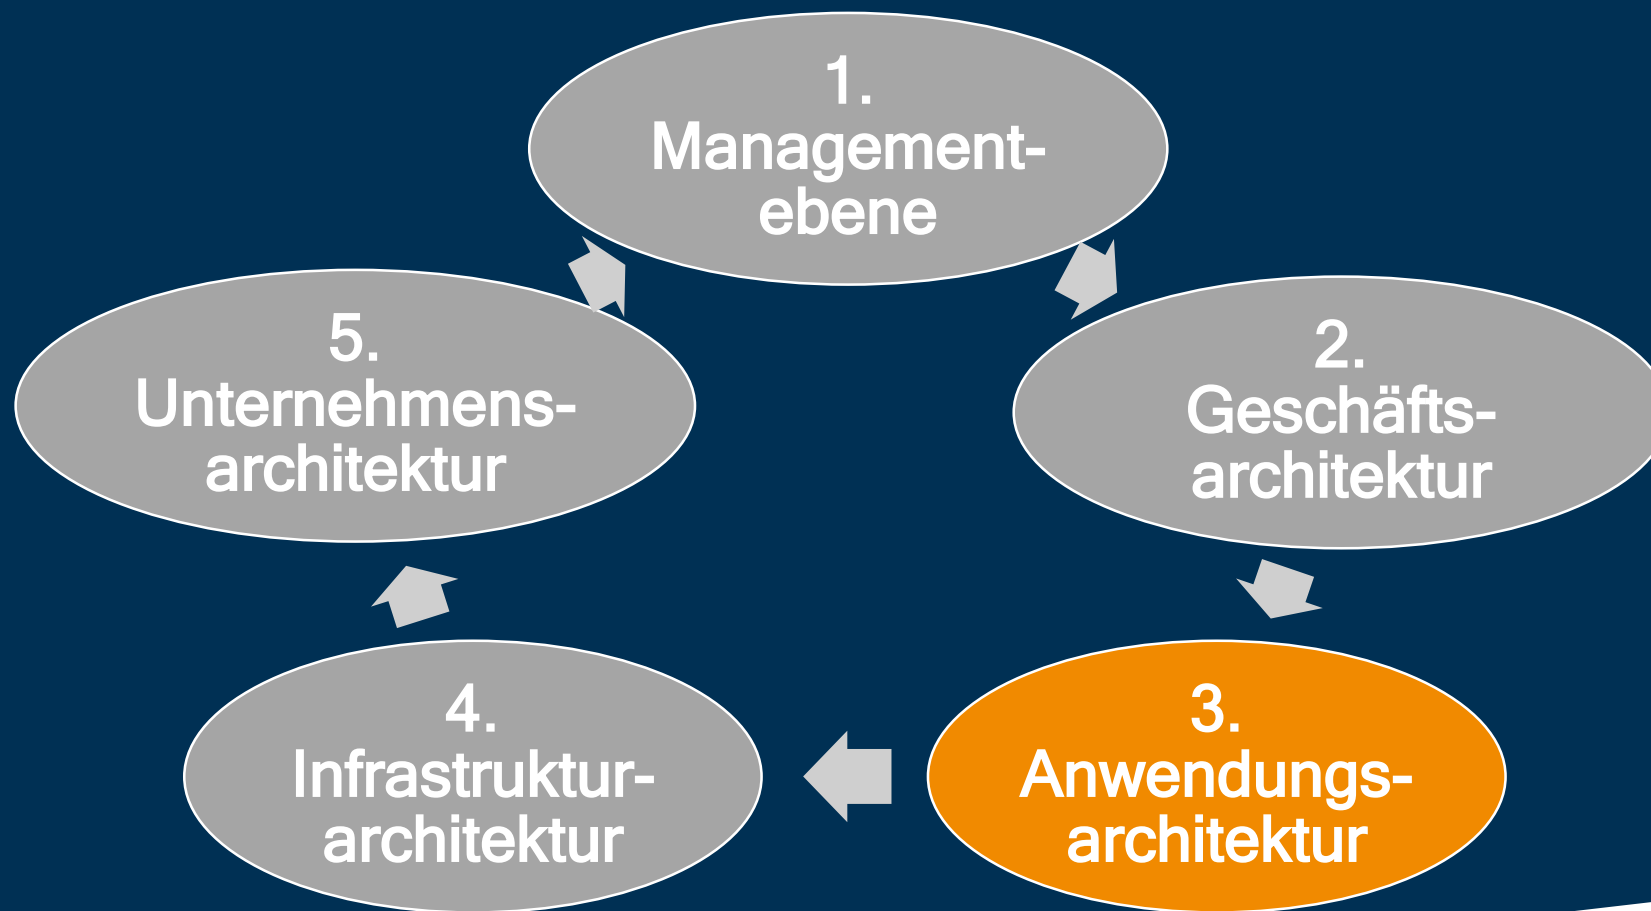 1.
Management-
ebene
2.
Geschäfts-
architektur
3.
Anwendungs-
architektur
4.
Infrastruktur-
architektur
5.
Unternehmens-
architektur